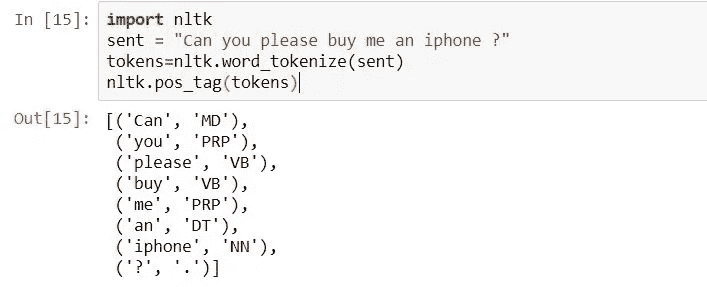 In [15]: import nltk
sent = "Can you please buy me an iphone ?"
tokens=nltk.word_tokenize(sent)
nltk.pos_tag(tokens)
Out[15]: [('Can', 'MD'),
('you', 'PRP'),
('please', 'VB'),
('buy', 'VB'),
('me', 'PRP'),
('an', 'DT'),
('iphone', 'NN'),
('?', '.')]